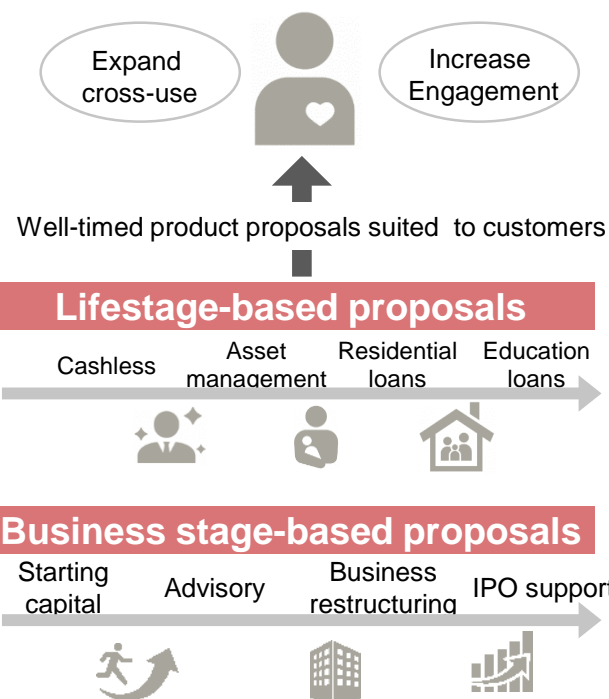 Expand
cross-use
Increase
Engagement
Well-timed product proposals suited to customers
Lifestage-based proposals
Cashless
Asset
management
Residential
loans
Education
loans
Business stage-based proposals
Starting
capital
Advisory
Business
restructuring
IPO support